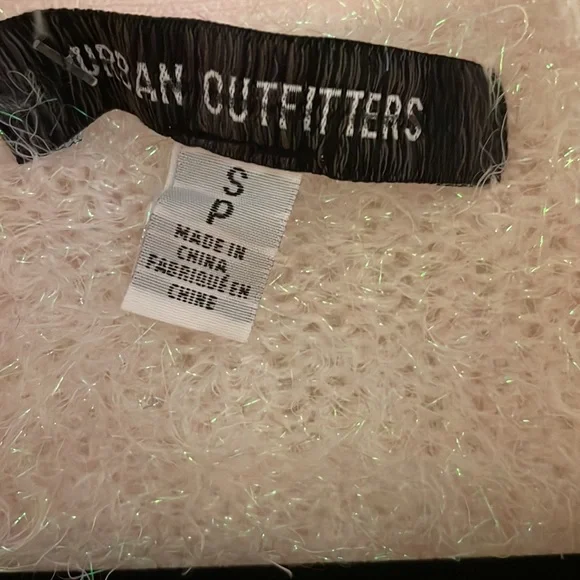 URBAN OUTFITTERS
S
P
MADE IN
CHINA
FABRIQUÉ EN
CHINE